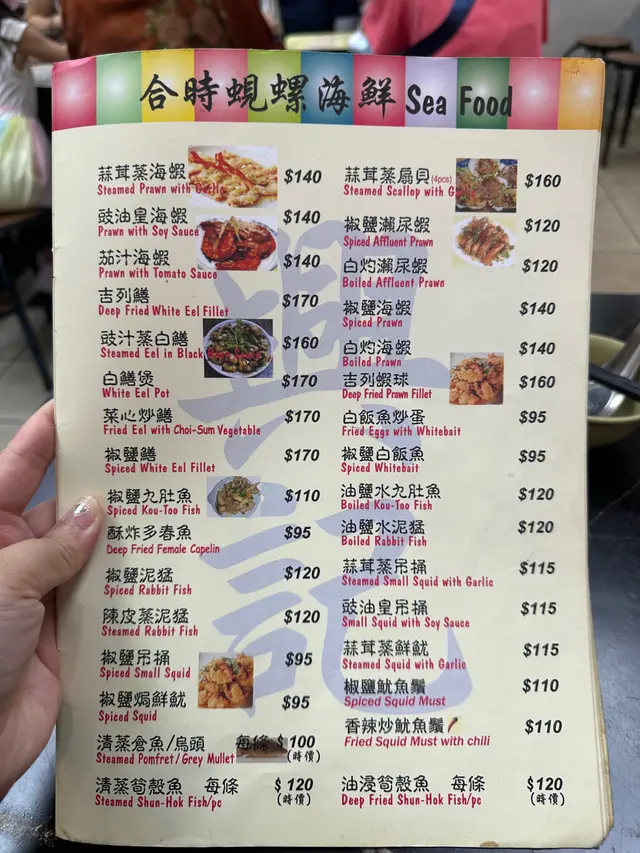 合時蜆螺海鮮 Sea Food
蒜茸蒸海蝦 $140
Steamed Prawn with Garlic
豉油皇海蝦 $140
Prawn with Soy Sauce
茄汁海蝦 $140
Prawn with Tomato Sauce
吉列鱔 $170
Deep Fried White Eel Fillet
豉汁蒸白鱔 $160
Steamed Eel in Black
白鱔煲 $170
White Eel Pot
菜心炒鱔 $170
Fried Eel with Choi-Sum Vegetable
椒鹽鱔 $170
Spiced White Eel Fillet
椒鹽九肚魚 $110
Spiced Kou-Too Fish
酥炸多春魚 $95
Deep Fried Female Capelin
椒鹽泥猛 $120
Spiced Rabbit Fish
陳皮蒸泥猛 $120
Steamed Rabbit Fish
椒鹽吊桶 $95
Spiced Small Squid
椒鹽焗鮮魷 $95
Spiced Squid
清蒸倉魚/烏頭 每條 $100
Steamed Pomfret/Grey Mullet (時價)
清蒸筍殼魚 每條 $120
Steamed Shun-Hok Fish/pc (時價)
蒜茸蒸扇貝(4pcs) $160
Steamed Scallop with Garlic
椒鹽瀨尿蝦 $120
Spiced Affluent Prawn
白灼瀨尿蝦 $120
Boiled Affluent Prawn
椒鹽海蝦 $140
Spiced Prawn
白灼海蝦 $140
Boiled Prawn
吉列蝦球 $160
Deep Fried Prawn Fillet
白飯魚炒蛋 $95
Fried Eggs with Whitebait
椒鹽白飯魚 $95
Spiced Whitebait
油鹽水九肚魚 $120
Boiled Kou-Too Fish
油鹽水泥猛 $120
Boiled Rabbit Fish
蒜茸蒸吊桶 $115
Steamed Small Squid with Garlic
豉油皇吊桶 $115
Small Squid with Soy Sauce
蒜茸蒸鮮魷 $115
Steamed Squid with Garlic
椒鹽魷魚鬚 $110
Spiced Squid Must
香辣炒魷魚鬚 $110
Fried Squid Must with chili
油浸筍殼魚 每條 $120
Deep Fried Shun-Hok Fish/pc (時價)
興記